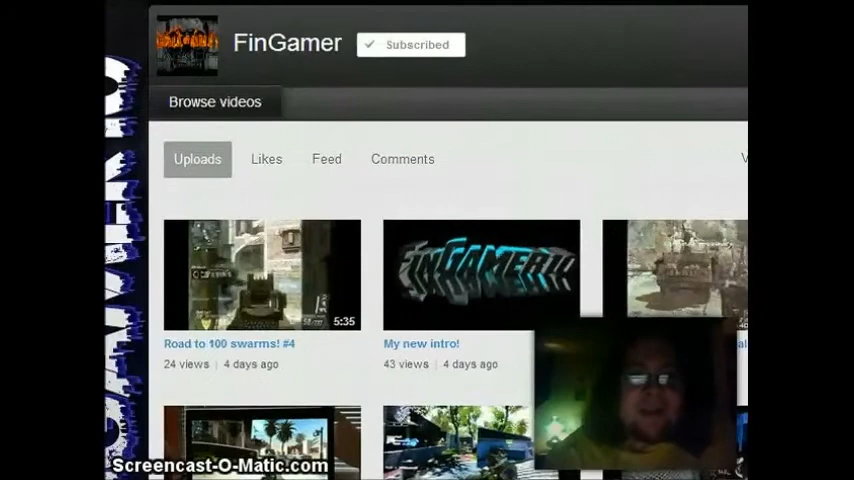 FinGamer
Subscribed
Browse videos
Uploads
Likes
Feed
Comments
V
5:35
FINGAMER!!!
Road to 100 swarms! #4
My new intro!
24 views | 4 days ago
43 views | 4 days ago
Screencast-O-Matic.com